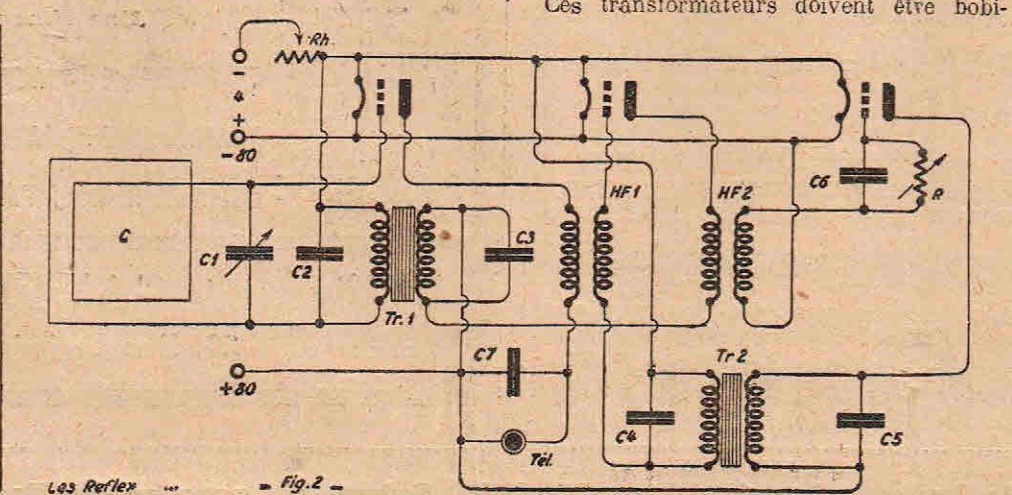 Ces transformateurs doivent être bobi-
Rh.
-
4
+
-80
C
C1
C2
Tr.1
C3
HF1
HF2
C6
R
+80
C7
Tél.
C4
Tr 2
C5
Les Reflex " = Fig.2 =